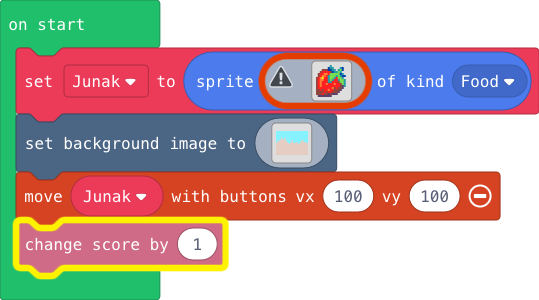 on start
set Junak to sprite of kind Food
set background image to
move Junak with buttons vx 100 vy 100
change score by 1